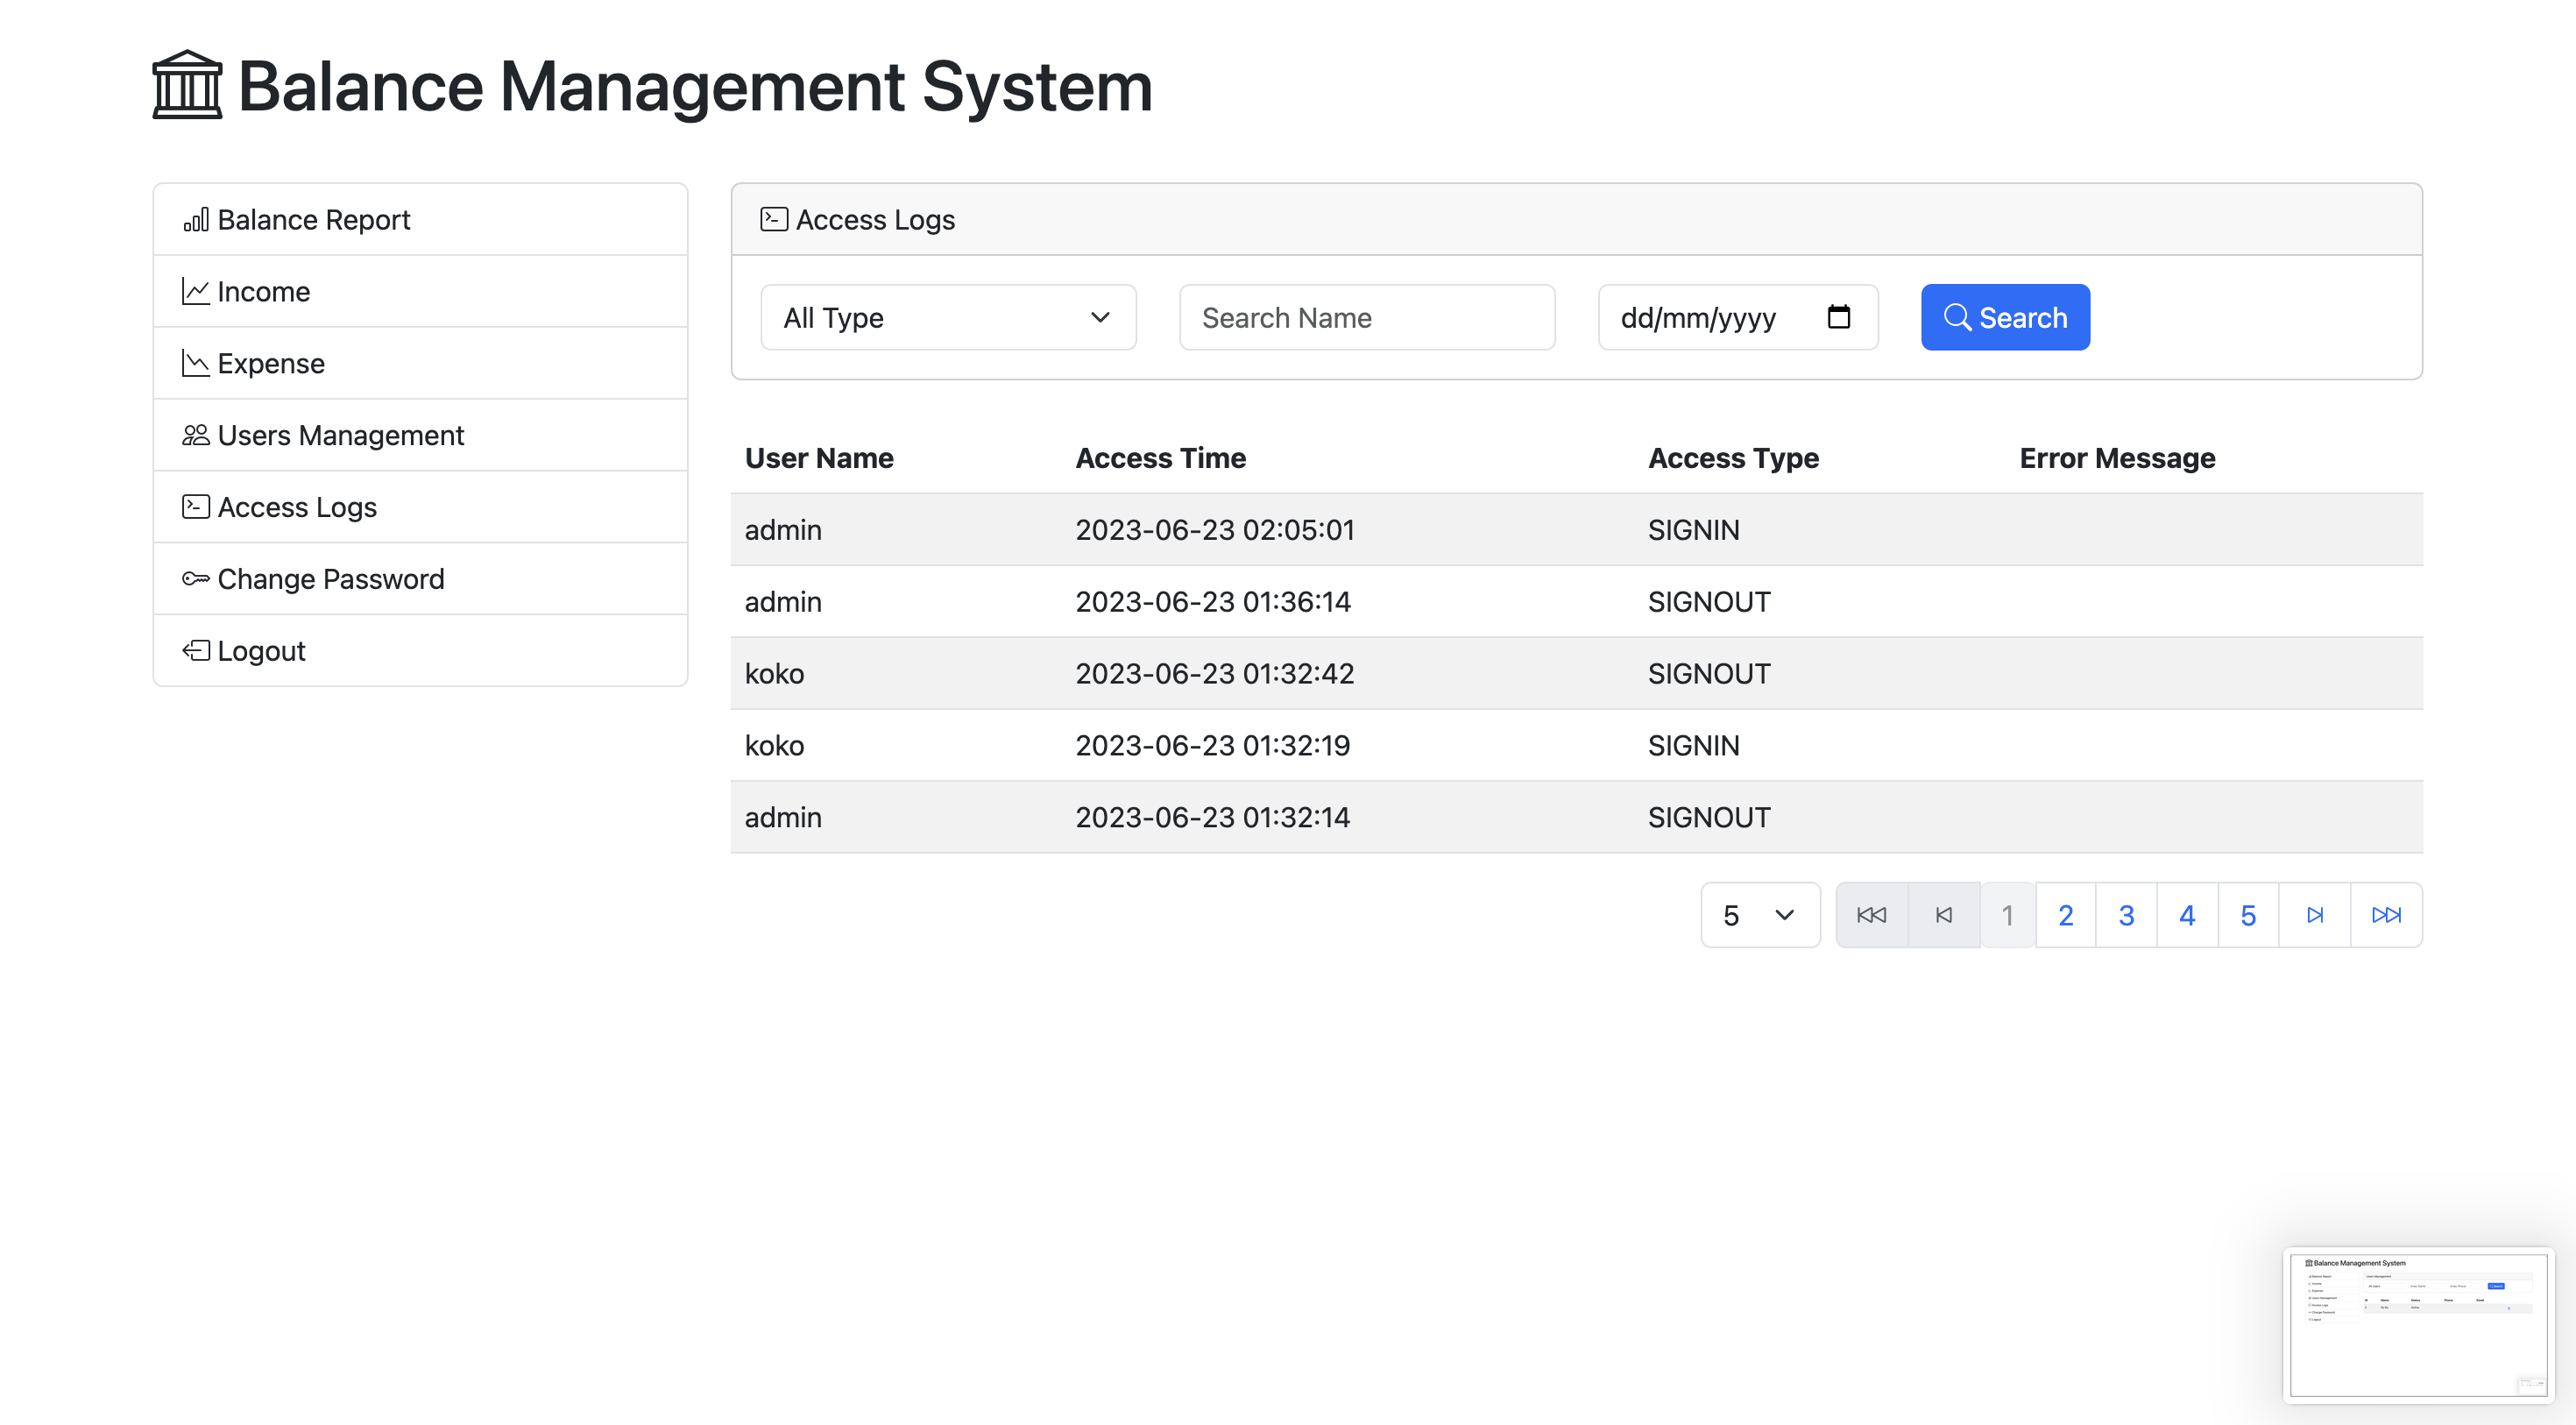 Balance Management System
Balance Report
Income
Expense
Users Management
Access Logs
Change Password
Logout
Access Logs
All Type
Search Name
dd/mm/yyyy
Search
User Name Access Time Access Type Error Message
admin 2023-06-23 02:05:01 SIGNIN
admin 2023-06-23 01:36:14 SIGNOUT
koko 2023-06-23 01:32:42 SIGNOUT
koko 2023-06-23 01:32:19 SIGNIN
admin 2023-06-23 01:32:14 SIGNOUT
5 1 2 3 4 5
Balance Management System